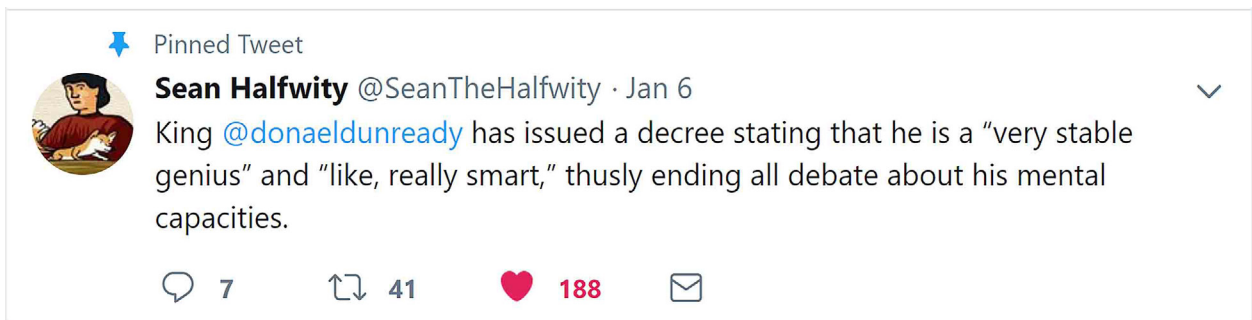 Pinned Tweet
Sean Halfwity @SeanTheHalfwity · Jan 6
King @donaeldunready has issued a decree stating that he is a “very stable
genius” and “like, really smart,” thusly ending all debate about his mental
capacities.
7 41 188